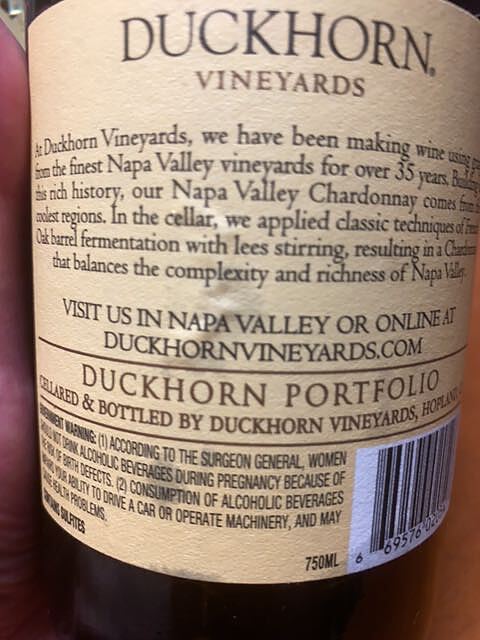 DUCKHORN
VINEYARDS
At Duckhorn Vineyards, we have been making wine using
from the finest Napa Valley vineyards for over 35 years. Building
this rich history, our Napa Valley Chardonnay comes from
coolest regions. In the cellar, we applied classic techniques of
Oak barrel fermentation with lees stirring, resulting in a
that balances the complexity and richness of Napa Valley.
VISIT US IN NAPA VALLEY OR ONLINE AT
DUCKHORNVINEYARDS.COM
DUCKHORN PORTFOLIO
CELLARED & BOTTLED BY DUCKHORN VINEYARDS,
WARNING: (1) ACCORDING TO THE SURGEON GENERAL, WOMEN
NOT DRINK ALCOHOLIC BEVERAGES DURING PREGNANCY BECAUSE OF
OF BIRTH DEFECTS. (2) CONSUMPTION OF ALCOHOLIC BEVERAGES
YOUR ABILITY TO DRIVE A CAR OR OPERATE MACHINERY, AND MAY
HEALTH PROBLEMS.
SULFITES
750ML
6 69576